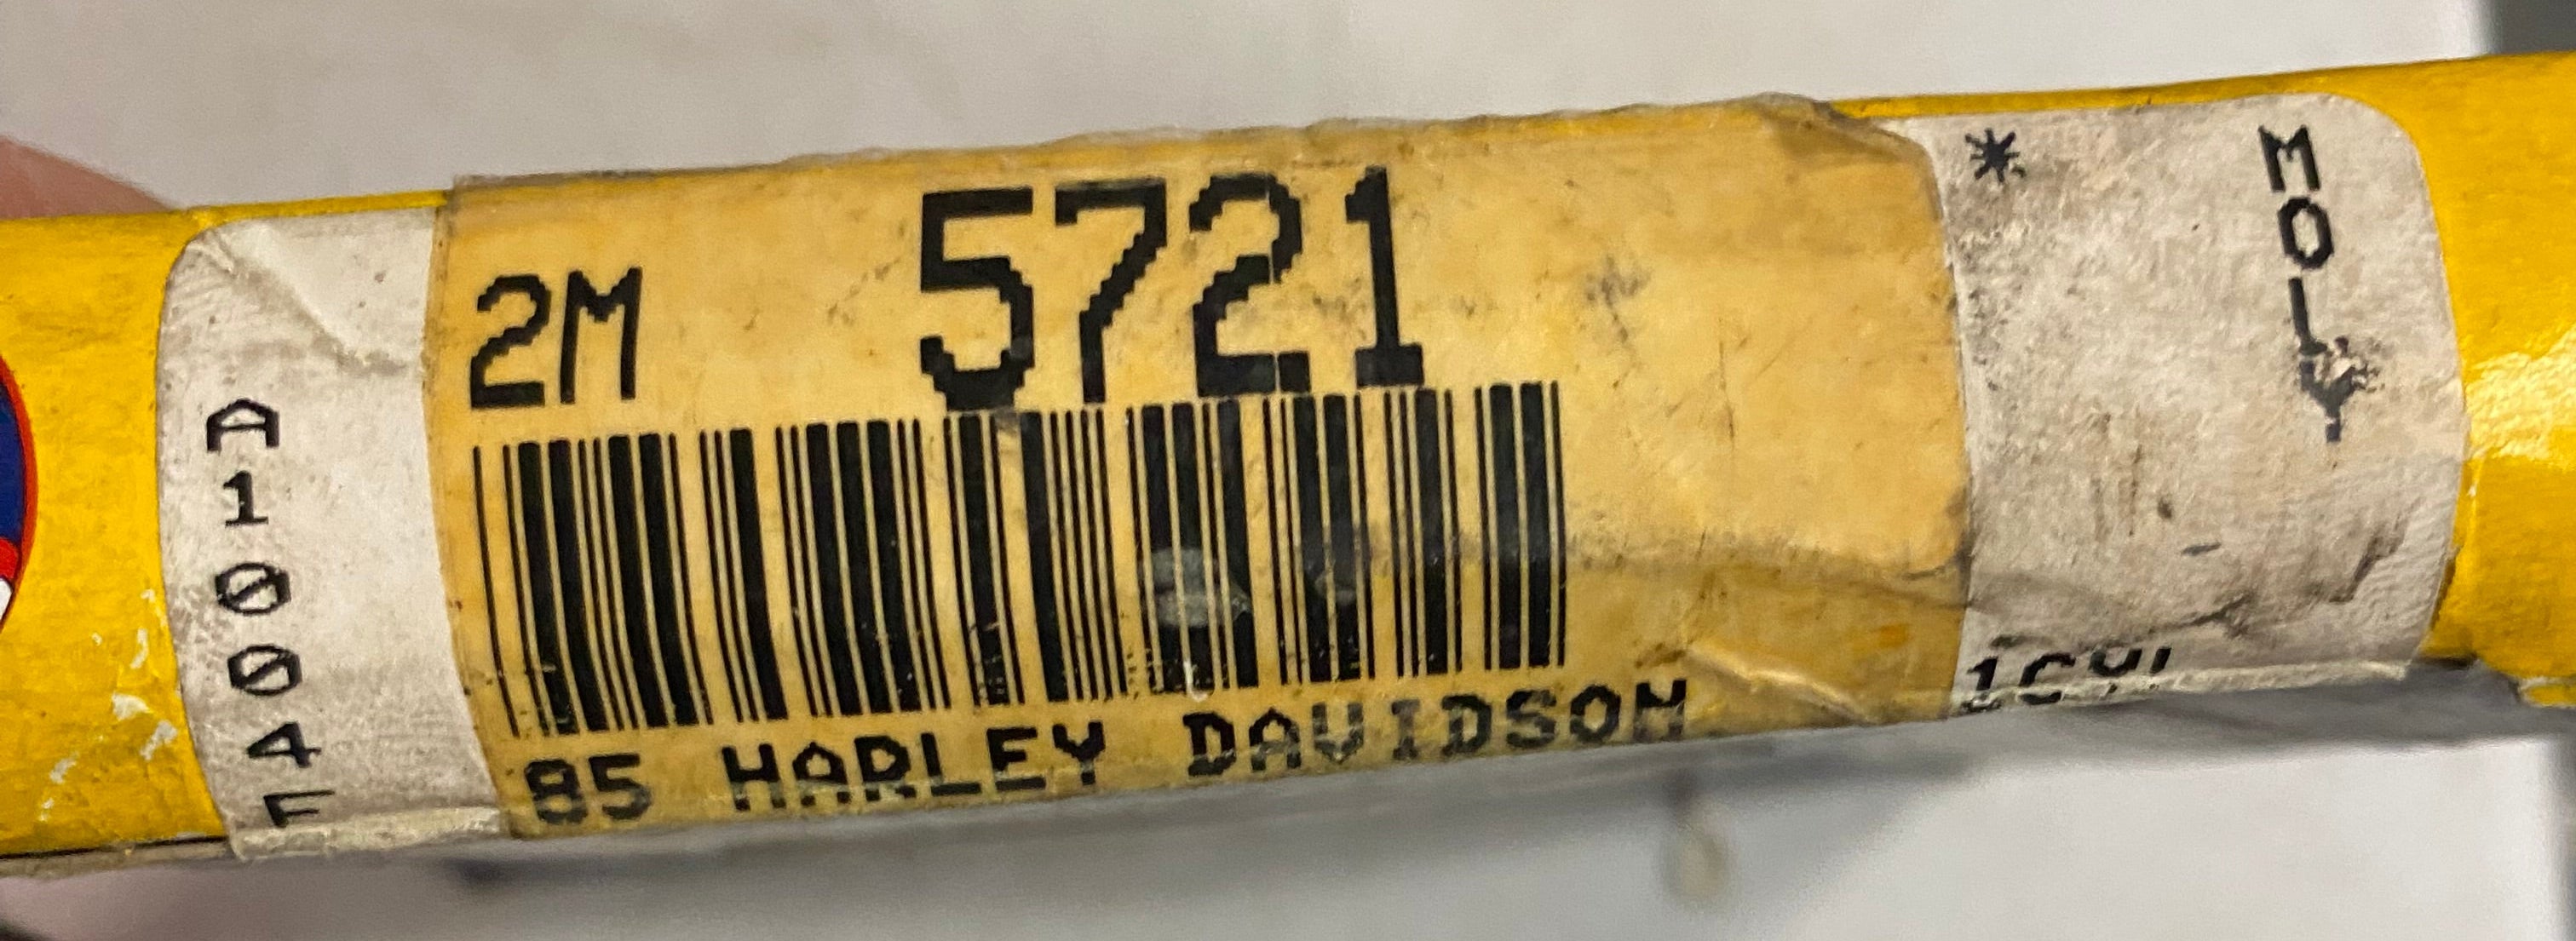 A1004F
2M 5721
85 HARLEY DAVIDSON
*
MOLY